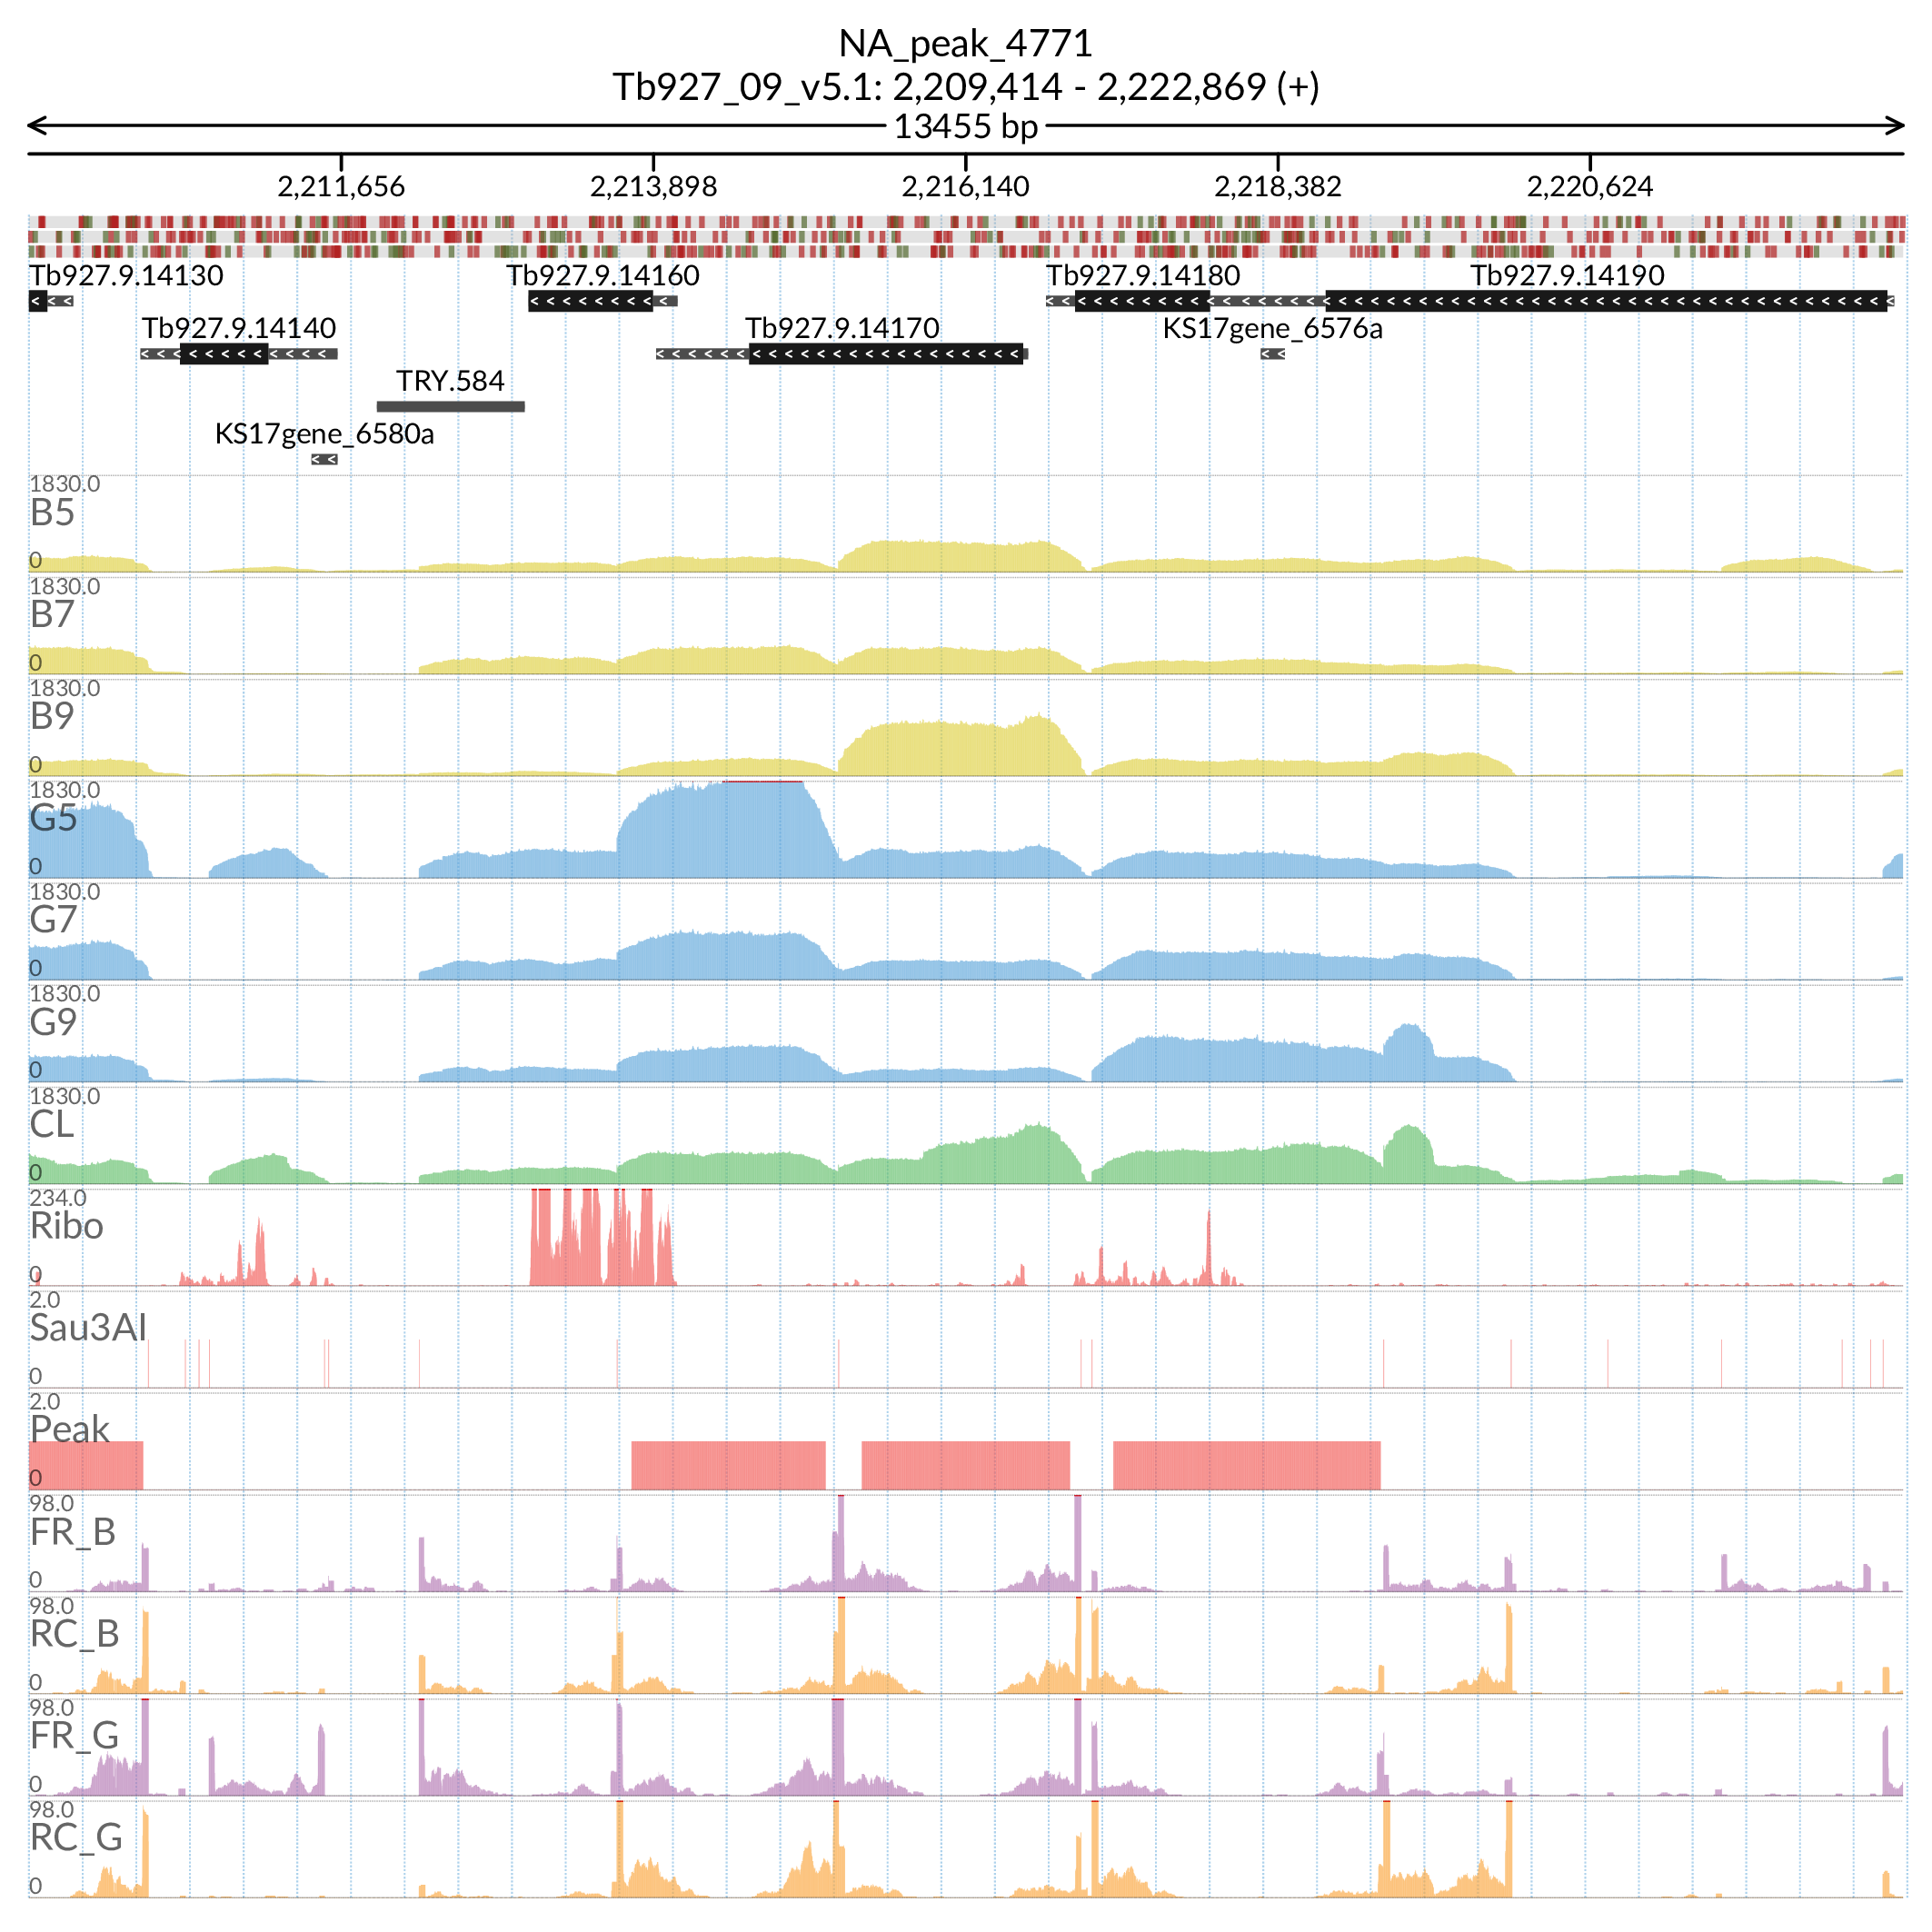 NA_peak_4771
Tb927_09_v5.1: 2,209,414 - 2,222,869 (+)
13455 bp
2,211,656 2,213,898 2,216,140 2,218,382 2,220,624
Tb927.9.14130 Tb927.9.14160 Tb927.9.14180 Tb927.9.14190
Tb927.9.14140 Tb927.9.14170 KS17gene_6576a
TRY.584
KS17gene_6580a
1830.0
B5
0
1830.0
B7
0
1830.0
B9
0
1830.0
G5
0
1830.0
G7
0
1830.0
G9
0
1830.0
CL
0
234.0
Ribo
0
2.0
Sau3AI
0
2.0
Peak
0
98.0
FR_B
0
98.0
RC_B
0
98.0
FR_G
0
98.0
RC_G
0